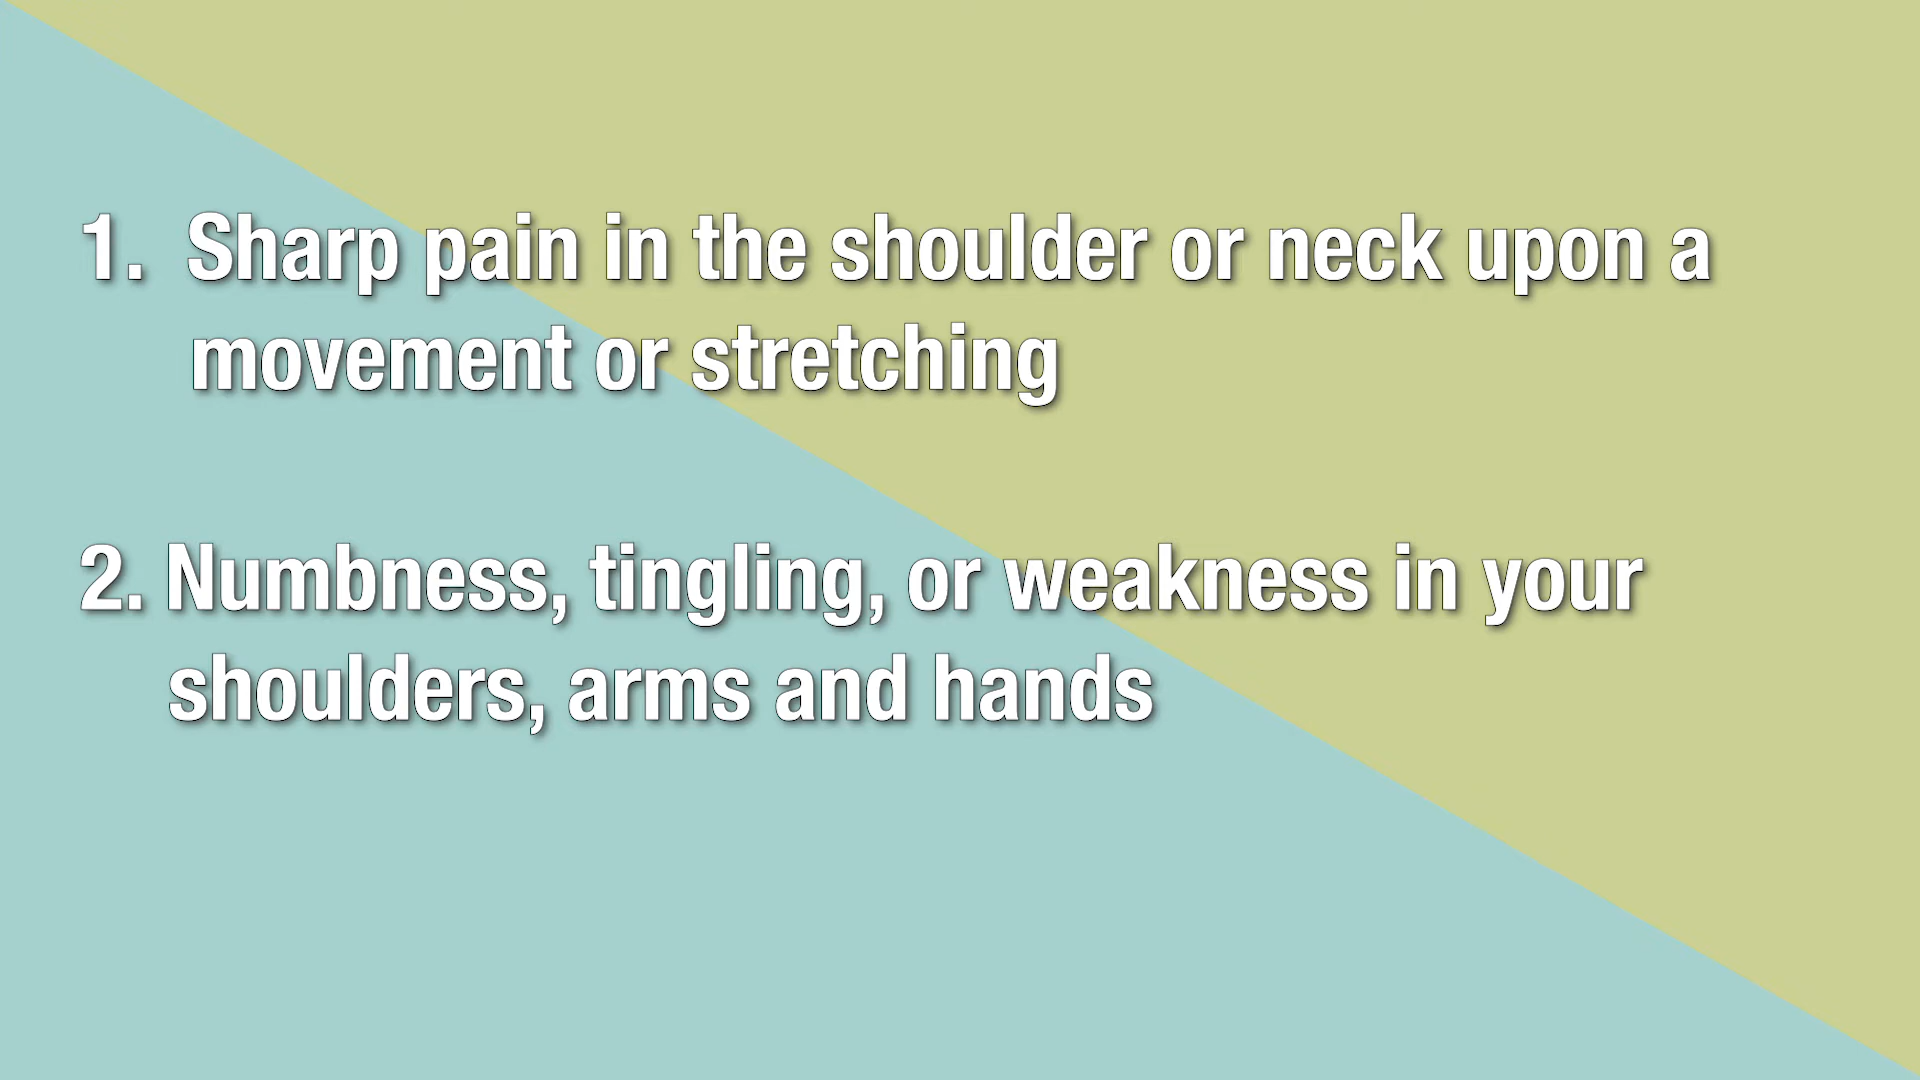 1. Sharp pain in the shoulder or neck upon a
movement or stretching
2. Numbness, tingling, or weakness in your
shoulders, arms and hands